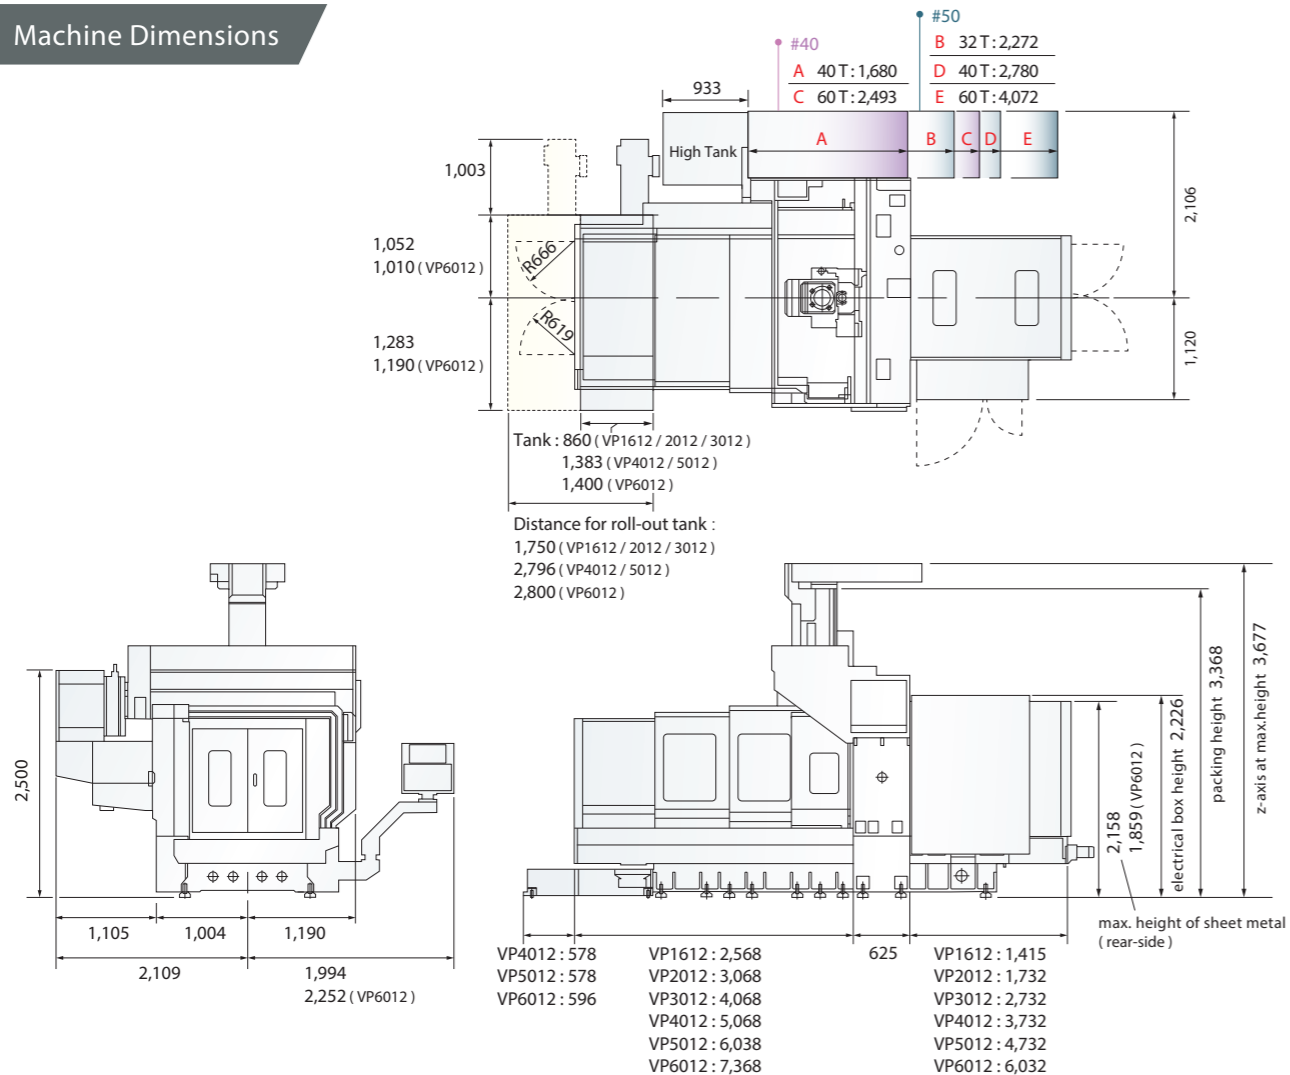 Machine Dimensions
#50
#40
B 32 T : 2,272
A 40 T : 1,680
D 40 T : 2,780
C 60 T : 2,493
E 60 T : 4,072
933
High Tank
A
B
C
D
E
1,003
2,106
1,052
1,010 ( VP6012 )
R666
R619
1,283
1,190 ( VP6012 )
1,120
Tank : 860 ( VP1612 / 2012 / 3012 )
1,383 ( VP4012 / 5012 )
1,400 ( VP6012 )
Distance for roll-out tank :
1,750 ( VP1612 / 2012 / 3012 )
2,796 ( VP4012 / 5012 )
2,800 ( VP6012 )
2,500
1,105
1,004
1,190
2,109
1,994
2,252 ( VP6012 )
2,158
1,859 ( VP6012 )
electrical box height 2,226
packing height 3,368
z-axis at max.height 3,677
max. height of sheet metal
( rear-side )
VP4012 : 578
VP5012 : 578
VP6012 : 596
VP1612 : 2,568
VP2012 : 3,068
VP3012 : 4,068
VP4012 : 5,068
VP5012 : 6,038
VP6012 : 7,368
625
VP1612 : 1,415
VP2012 : 1,732
VP3012 : 2,732
VP4012 : 3,732
VP5012 : 4,732
VP6012 : 6,032